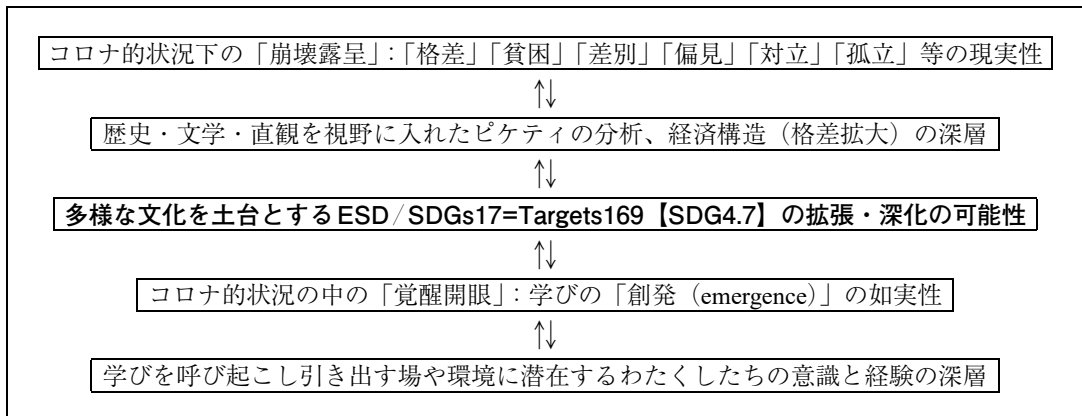 コロナ的状況下の「崩壊露呈」：「格差」「貧困」「差別」「偏見」「対立」「孤立」等の現実性
↑↓
歴史・文学・直観を視野に入れたピケティの分析、経済構造（格差拡大）の深層
↑↓
多様な文化を土台とするESD/SDGs17=Targets169【SDG4.7】の拡張・深化の可能性
↑↓
コロナ的状況の中の「覚醒開眼」：学びの「創発（emergence）」の如実性
↑↓
学びを呼び起こし引き出す場や環境に潜在するわたくしたちの意識と経験の深層